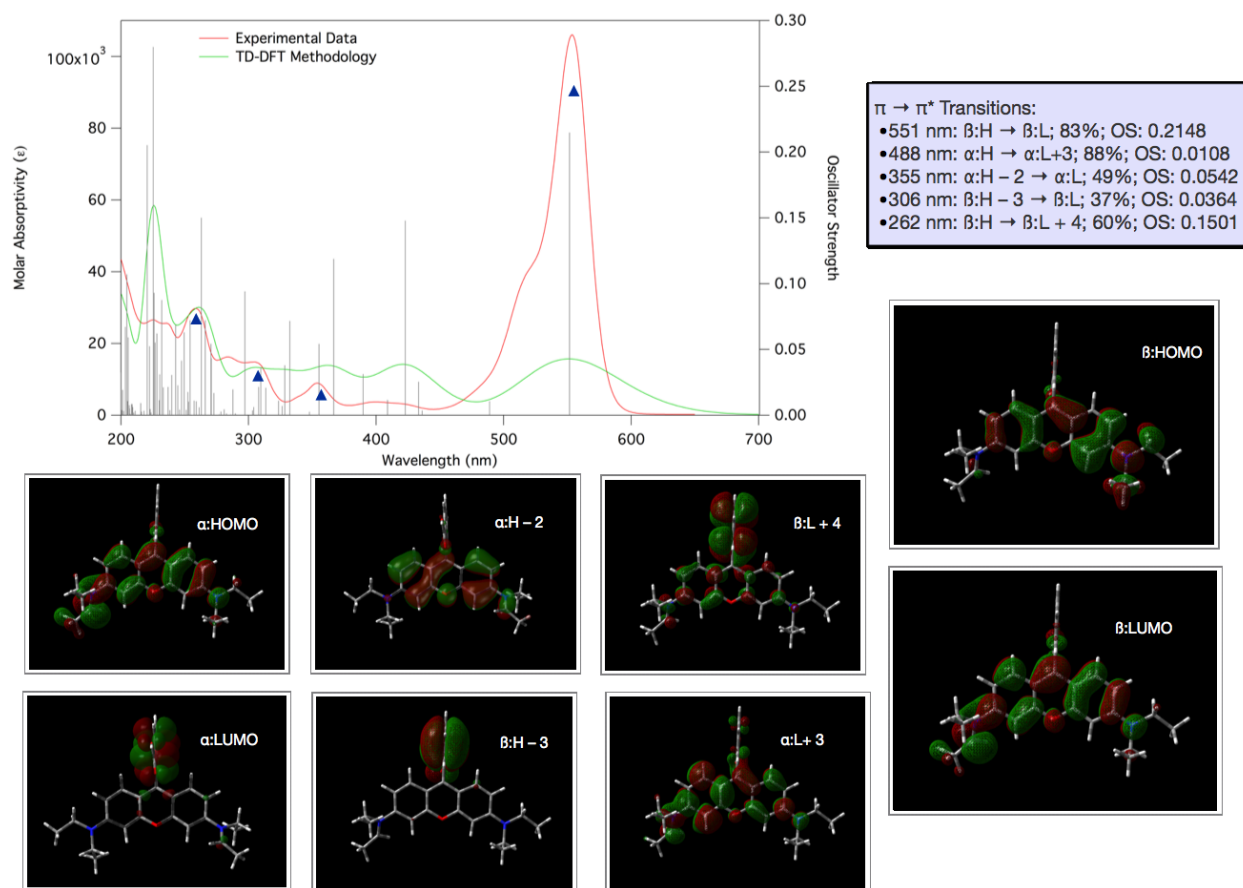 Experimental Data
TD-DFT Methodology
100x10³
80
60
40
20
0
Molar Absorptivity (ε)
0.30
0.25
0.20
0.15
0.10
0.05
0.00
Oscillator Strength
200
300
400
500
600
700
Wavelength (nm)
π → π* Transitions:
•551 nm: ß:H → ß:L; 83%; OS: 0.2148
•488 nm: α:H → α:L+3; 88%; OS: 0.0108
•355 nm: α:H – 2 → α:L; 49%; OS: 0.0542
•306 nm: ß:H – 3 → ß:L; 37%; OS: 0.0364
•262 nm: ß:H → ß:L + 4; 60%; OS: 0.1501
ß:HOMO
α:HOMO
α:H – 2
ß:L + 4
ß:LUMO
α:LUMO
ß:H – 3
α:L+ 3